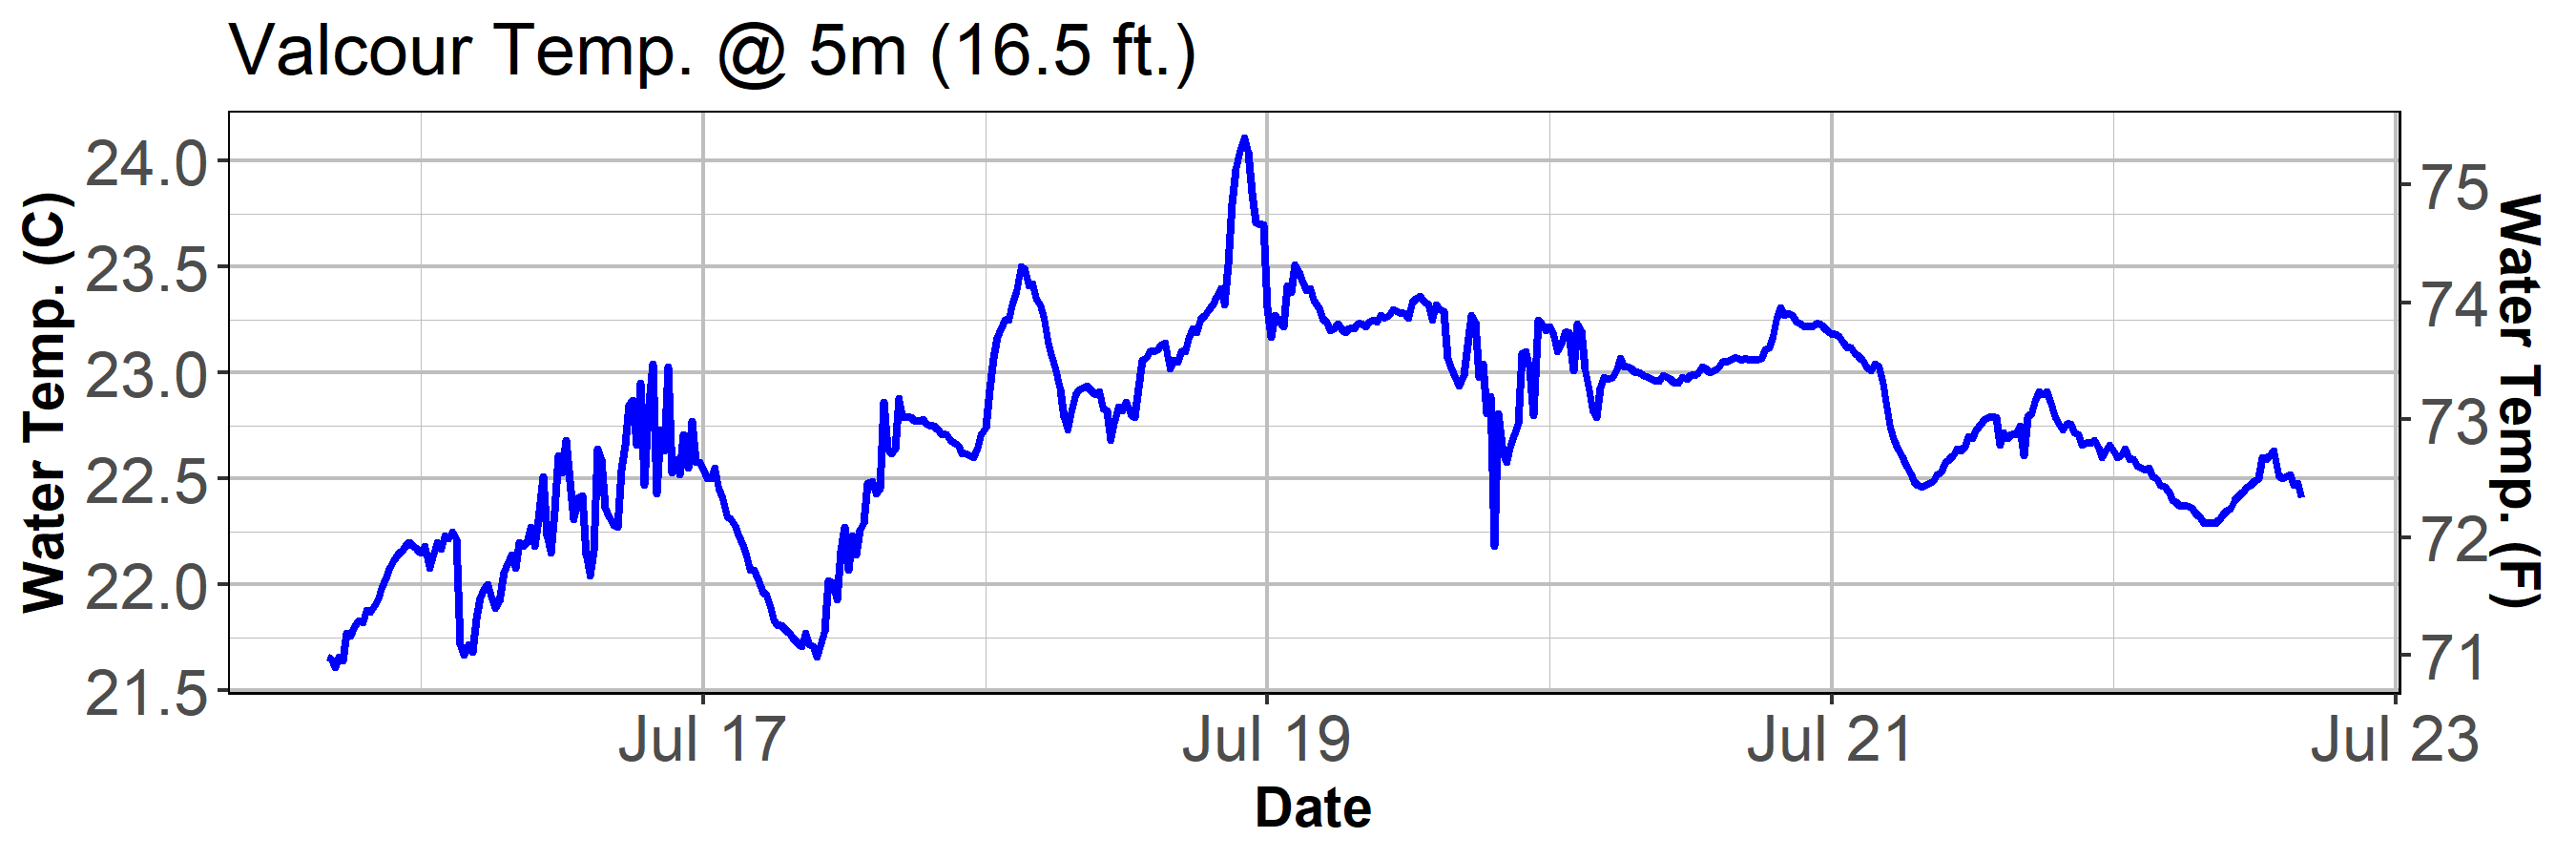 Valcour Temp. @ 5m (16.5 ft.)
Water Temp. (C)
24.0
23.5
23.0
22.5
22.0
21.5
75
74
73
72
71
Water Temp. (F)
Jul 17 Jul 19 Jul 21 Jul 23
Date